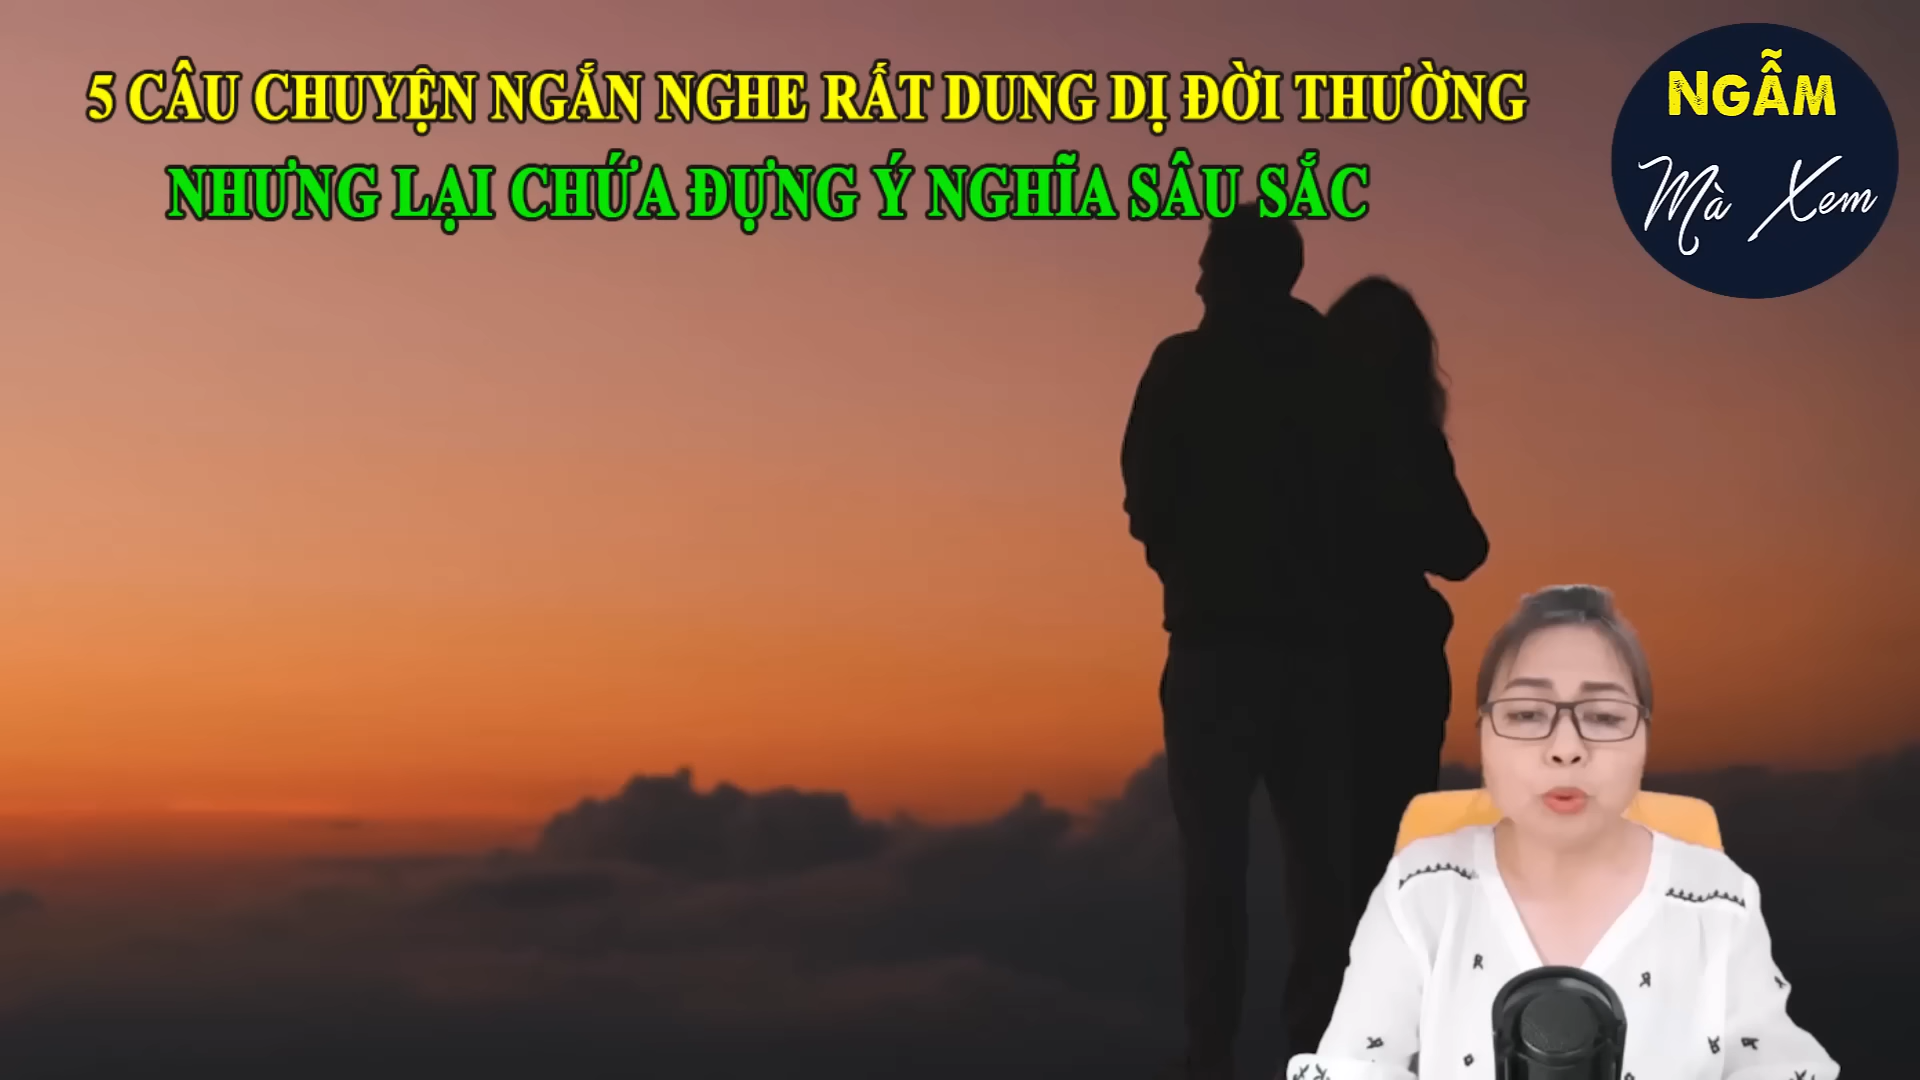 5 CÂU CHUYỆN NGẮN NGHE RẤT DUNG DỊ ĐỜI THƯỜNG
NHƯNG LẠI CHỨA ĐỰNG Ý NGHĨA SÂU SẮC
NGẪM
Mà Xem